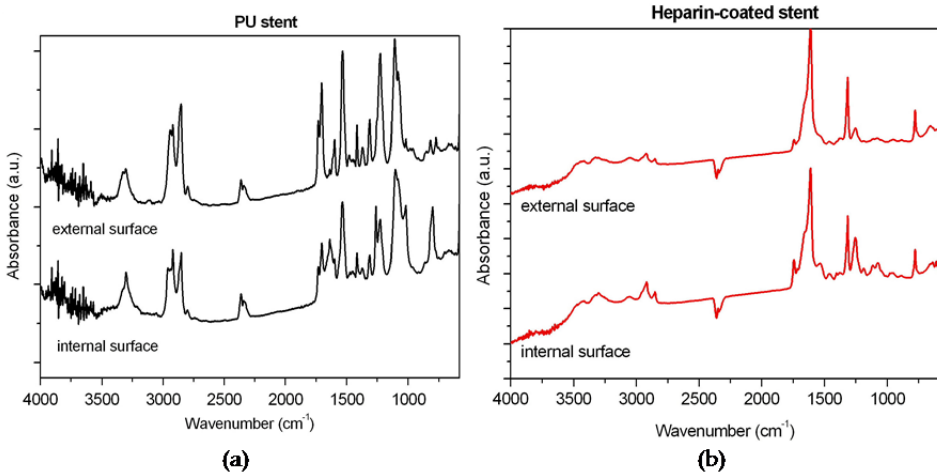 PU stent
Absorbance (a.u.)
external surface
internal surface
4000 3500 3000 2500 2000 1500 1000
Wavenumber (cm⁻¹)
(a)
Heparin-coated stent
Absorbance (a.u.)
external surface
internal surface
4000 3500 3000 2500 2000 1500 1000
Wavenumber (cm⁻¹)
(b)